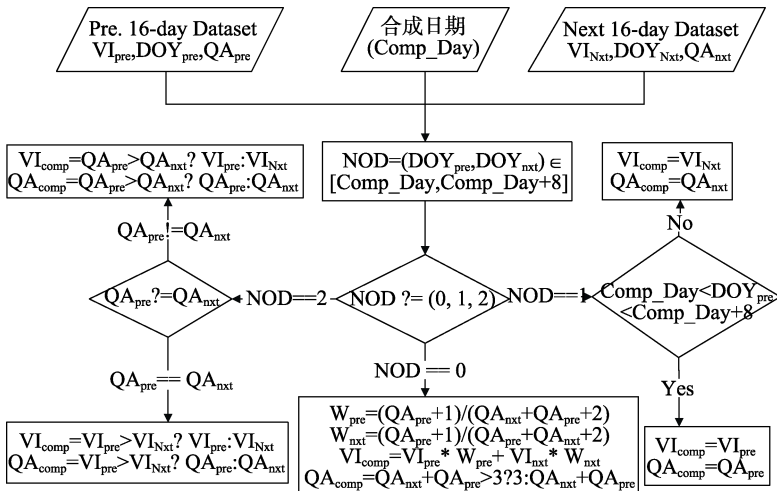 Pre. 16-day Dataset
VIpre,DOYpre,QApre
合成日期
(Comp_Day)
Next 16-day Dataset
VINxt,DOYNxt,QAnxt
VIcomp=QApre>QAnxt? VIpre:VINxt
QAcomp=QApre>QAnxt? QApre:QAnxt
NOD=(DOYpre,DOYnxt)∈
[Comp_Day,Comp_Day+8]
VIcomp=VINxt
QAcomp=QAnxt
QApre!=QAnxt
No
QApre?=QAnxt
NOD==2
NOD ?= (0, 1, 2)
NOD==1
Comp_Day<DOYpre
<Comp_Day+8
QApre== QAnxt
NOD == 0
Yes
VIcomp=VIpre>VINxt? VIpre:VINxt
QAcomp=VIpre>VINxt? QApre:QAnxt
Wpre=(QApre+1)/(QAnxt+QApre+2)
Wnxt=(QApre+1)/(QApre+QAnxt+2)
VIcomp=VIpre* Wpre+ VInxt* Wnxt
QAcomp=QAnxt+QApre>3?3:QAnxt+QApre
VIcomp=VIpre
QAcomp=QApre